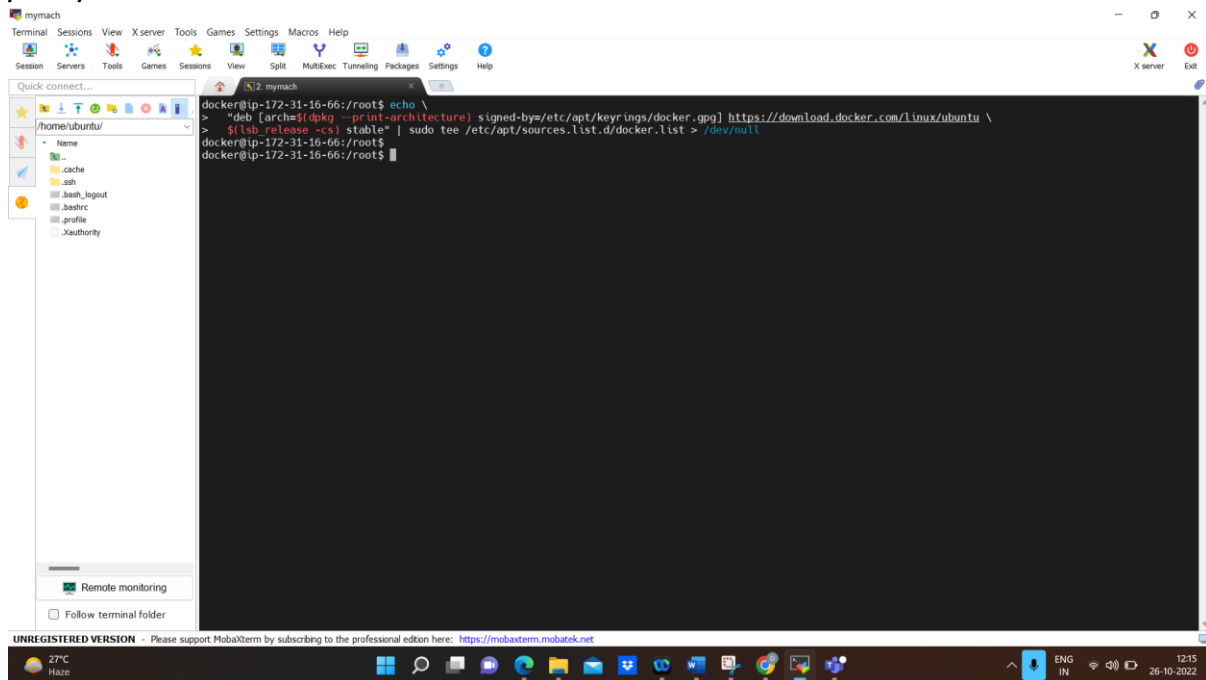 mymach
Terminal Sessions View X server Tools Games Settings Macros Help
Session Servers Tools Games Sessions View Split MultiExec Tunneling Packages Settings Help X server Exit
Quick connect...
2. mymach
/home/ubuntu/
Name
..
.cache
.ssh
.bash_logout
.bashrc
.profile
.Xauthority
docker@ip-172-31-16-66:/root$ echo \
> "deb [arch=$(dpkg --print-architecture) signed-by=/etc/apt/keyrings/docker.gpg] https://download.docker.com/linux/ubuntu \
> $(lsb_release -cs) stable" | sudo tee /etc/apt/sources.list.d/docker.list > /dev/null
docker@ip-172-31-16-66:/root$
docker@ip-172-31-16-66:/root$
Remote monitoring
Follow terminal folder
UNREGISTERED VERSION - Please support MobaXterm by subscribing to the professional edition here: https://mobaxterm.mobatek.net
27°C
Haze
ENG
IN
12:15
26-10-2022